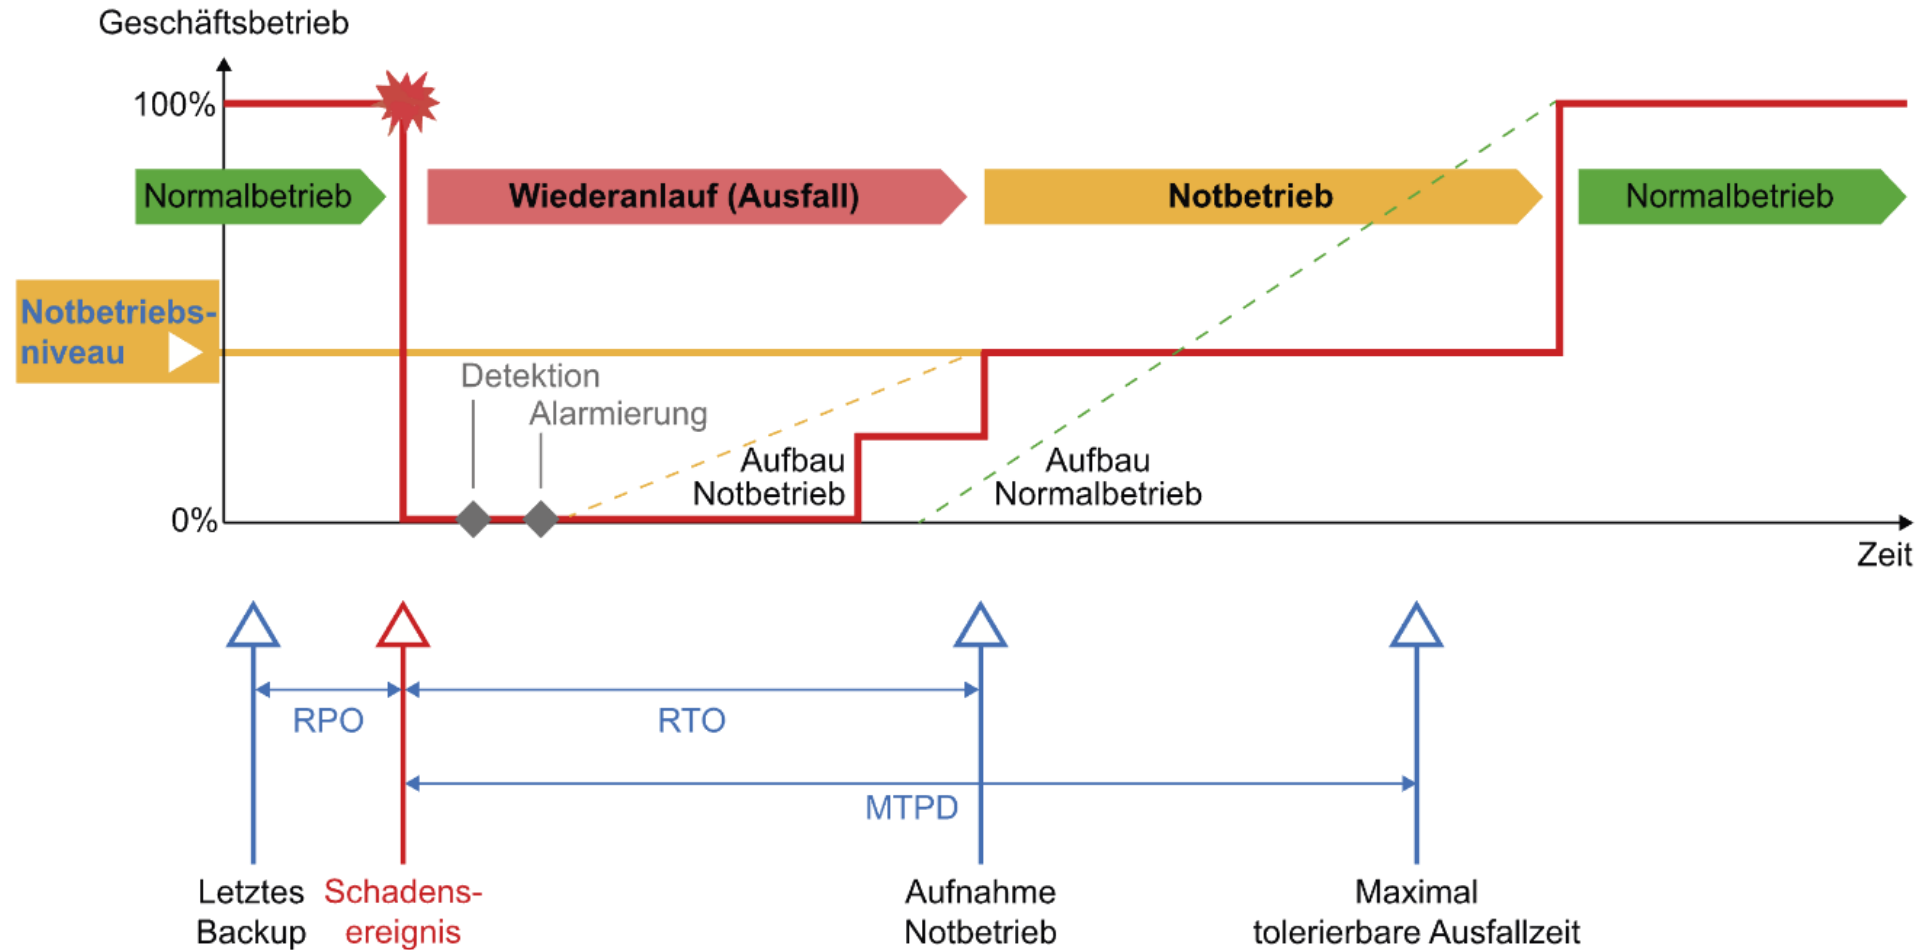 Geschäftsbetrieb
100%
Normalbetrieb
Wiederanlauf (Ausfall)
Notbetrieb
Normalbetrieb
Notbetriebs-
niveau
Detektion
Alarmierung
Aufbau
Notbetrieb
Aufbau
Normalbetrieb
0%
Zeit
RPO
RTO
MTPD
Letztes
Backup
Schadens-
ereignis
Aufnahme
Notbetrieb
Maximal
tolerierbare Ausfallzeit